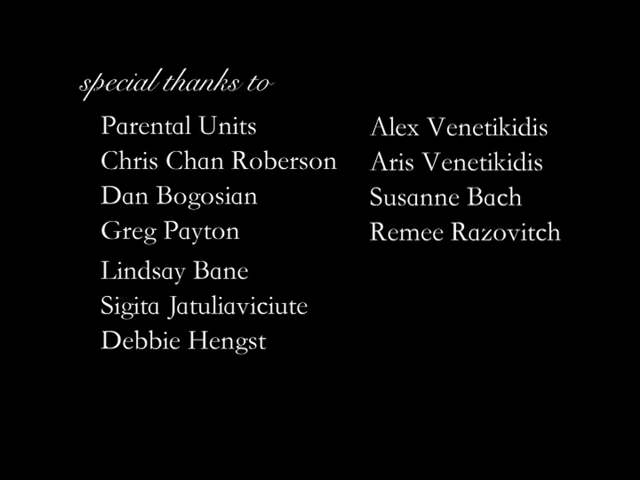 special thanks to
Parental Units
Chris Chan Roberson
Dan Bogosian
Greg Payton
Lindsay Bane
Sigita Jatuliaviciute
Debbie Hengst
Alex Venetikidis
Aris Venetikidis
Susanne Bach
Remee Razovitch